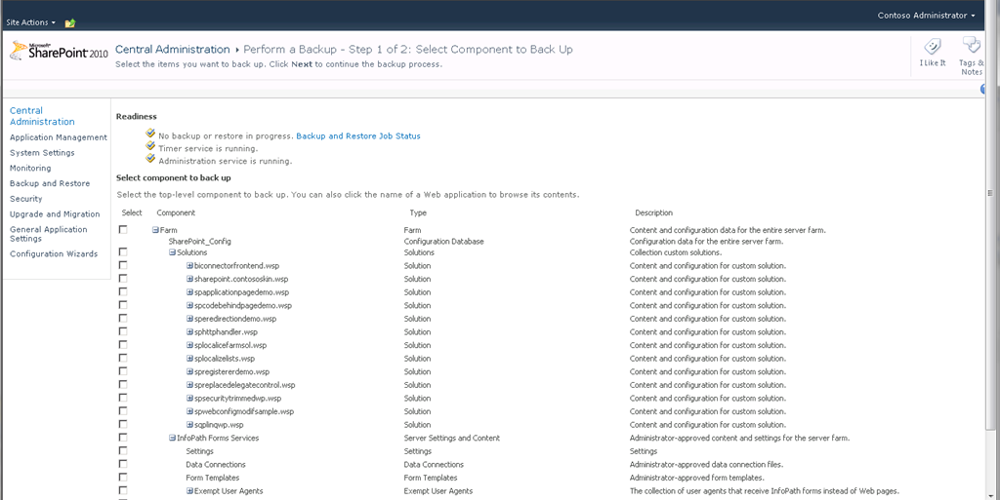 Site Actions
Contoso Administrator
Microsoft
SharePoint 2010
Central Administration Perform a Backup - Step 1 of 2: Select Component to Back Up
Select the items you want to back up. Click Next to continue the backup process.
I Like It
Tags &
Notes
Central
Administration
Application Management
System Settings
Monitoring
Backup and Restore
Security
Upgrade and Migration
General Application
Settings
Configuration Wizards
Readiness
No backup or restore in progress. Backup and Restore Job Status
Timer service is running.
Administration service is running.
Select component to back up
Select the top-level component to back up. You can also click the name of a Web application to browse its contents.
Select Component Type Description
Farm Farm Content and configuration data for the entire server farm.
SharePoint_Config Configuration Database Configuration data for the entire server farm.
Solutions Solutions Collection custom solutions.
biconnectorfrontend.wsp Solution Content and configuration for custom solution.
sharepoint.contososkin.wsp Solution Content and configuration for custom solution.
spapplicationpagedemo.wsp Solution Content and configuration for custom solution.
spcodebehindpagedemo.wsp Solution Content and configuration for custom solution.
speredirectiondemo.wsp Solution Content and configuration for custom solution.
sphttphandler.wsp Solution Content and configuration for custom solution.
splocalicefarmsol.wsp Solution Content and configuration for custom solution.
splocalizelists.wsp Solution Content and configuration for custom solution.
spregistererdemo.wsp Solution Content and configuration for custom solution.
spreplacedelegatecontrol.wsp Solution Content and configuration for custom solution.
spsecuritytrimmedwp.wsp Solution Content and configuration for custom solution.
spwebconfigmodifsample.wsp Solution Content and configuration for custom solution.
sqplinqwp.wsp Solution Content and configuration for custom solution.
InfoPath Forms Services Server Settings and Content Administrator-approved content and settings for the server farm.
Settings Settings Settings
Data Connections Data Connections Administrator-approved data connection files.
Form Templates Form Templates Administrator-approved form templates.
Exempt User Agents Exempt User Agents The collection of user agents that receive InfoPath forms instead of Web pages.